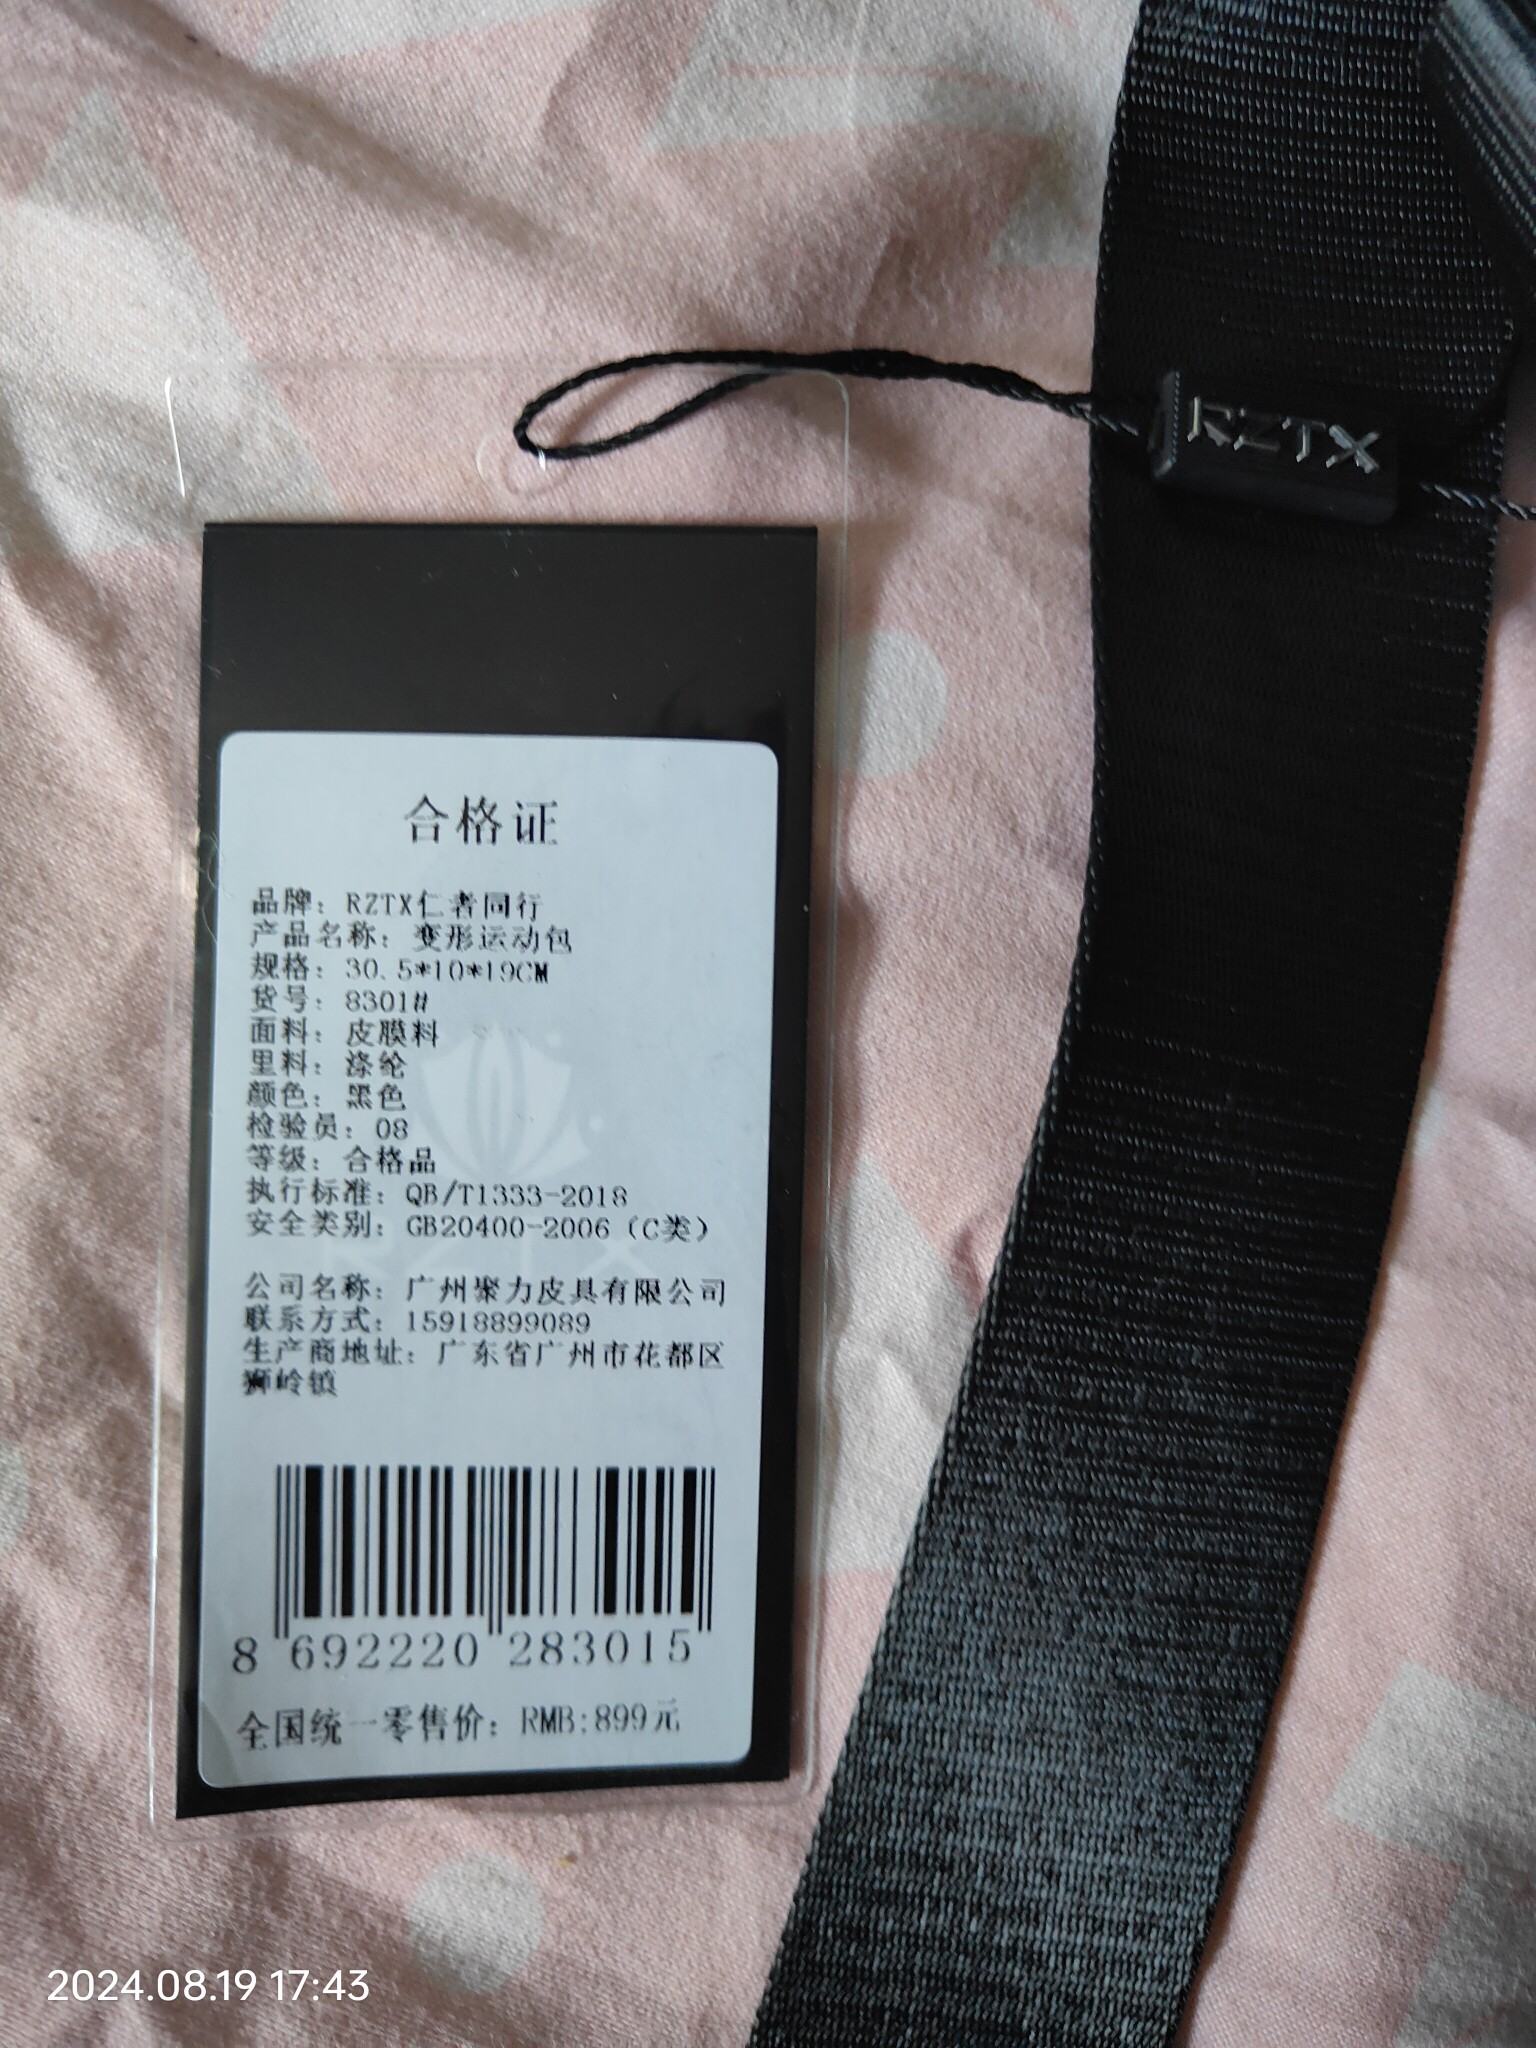 RZTX
合格证
品牌：RZTX仁者同行
产品名称：变形运动包
规格：30.5*10*19CM
货号：8301#
面料：皮膜料
里料：涤纶
颜色：黑色
检验员：08
等级：合格品
执行标准：QB/T1333-2018
安全类别：GB20400-2006（C类）
RZTX
公司名称：广州聚力皮具有限公司
联系方式：15918899089
生产商地址：广东省广州市花都区
狮岭镇
8 692220 283015
全国统一零售价：RMB:899元
2024.08.19 17:43